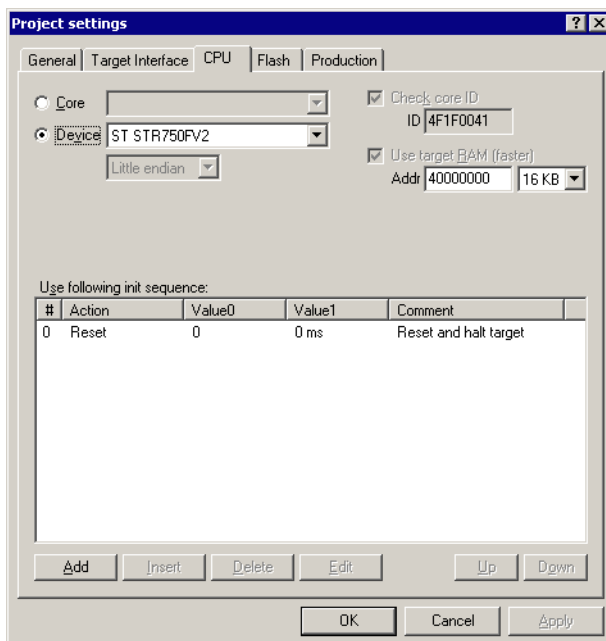 Project settings
General Target Interface CPU Flash Production
Core
Check core ID
ID 4F1F0041
Device ST STR750FV2
Little endian
Use target RAM (faster)
Addr 40000000 16 KB
Use following init sequence:
# Action Value0 Value1 Comment
0 Reset 0 0 ms Reset and halt target
Add Insert Delete Edit Up Down
OK Cancel Apply